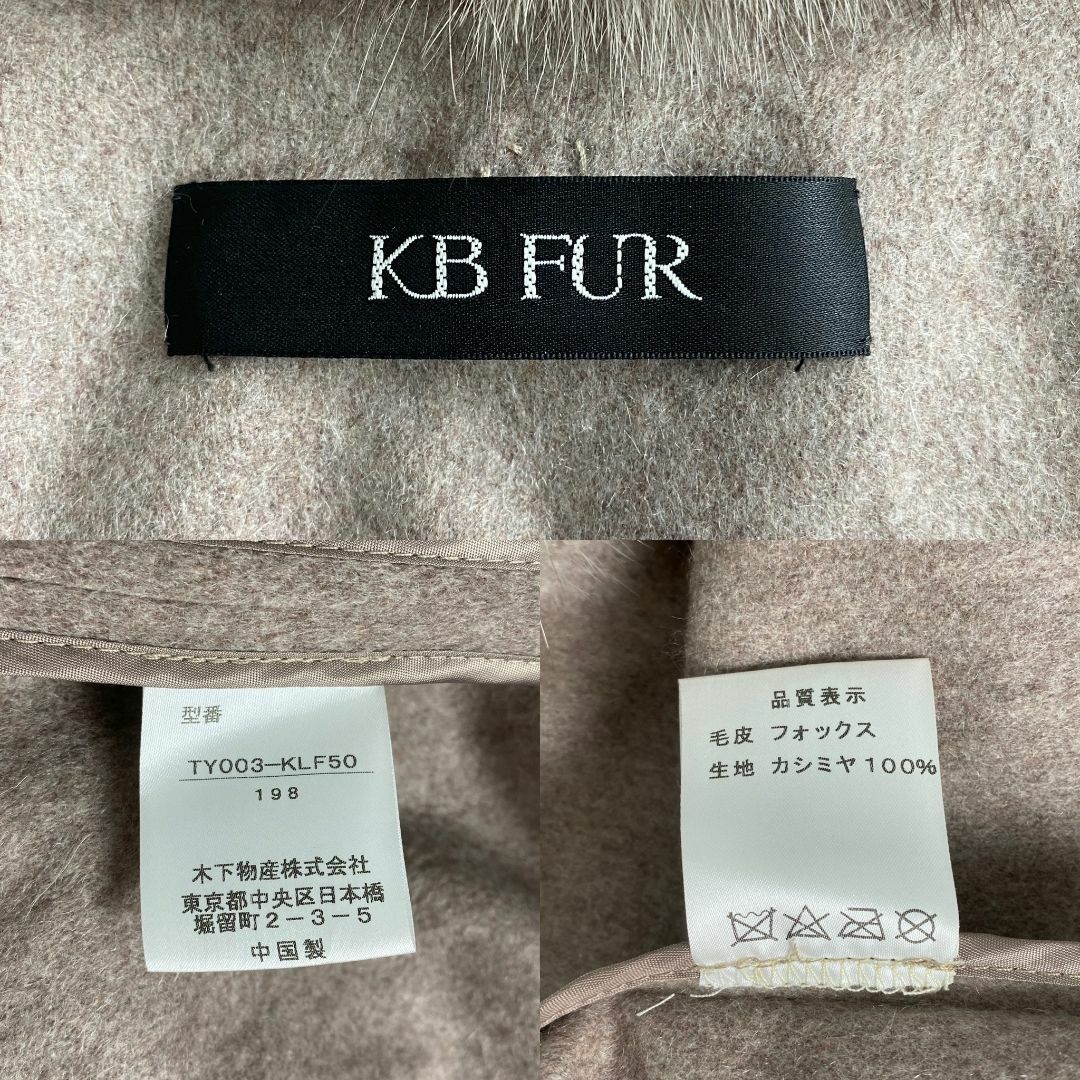 KB FUR
型番
TY003-KLF50
198
木下物産株式会社
東京都中央区日本橋
堀留町2-3-5
中国製
品質表示
毛皮 フォックス
生地 カシミヤ100%